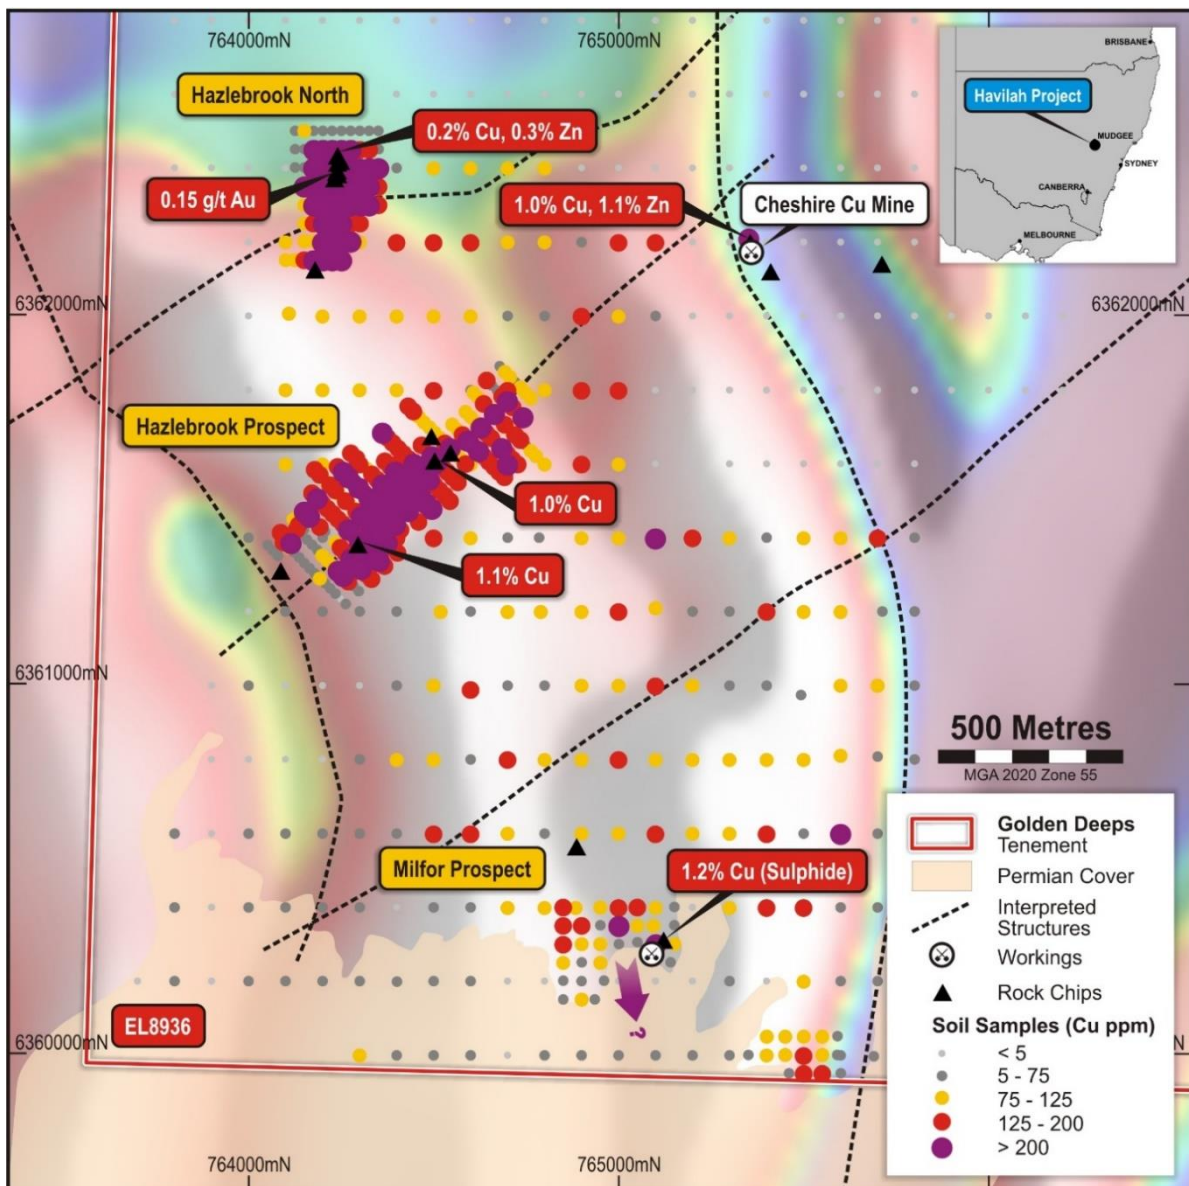 764000mN
765000mN
BRISBANE
Hazlebrook North
Havilah Project
0.2% Cu, 0.3% Zn
MUDGEE
SYDNEY
0.15 g/t Au
1.0% Cu, 1.1% Zn
Cheshire Cu Mine
CANBERRA
MELBOURNE
6362000mN
6362000mN
Hazlebrook Prospect
1.0% Cu
1.1% Cu
6361000mN
500 Metres
MGA 2020 Zone 55
Golden Deeps
Tenement
Permian Cover
Interpreted
Structures
Workings
Rock Chips
Soil Samples (Cu ppm)
< 5
5 - 75
75 - 125
125 - 200
> 200
Milfor Prospect
1.2% Cu (Sulphide)
?
EL8936
6360000mN
N
764000mN
765000mN